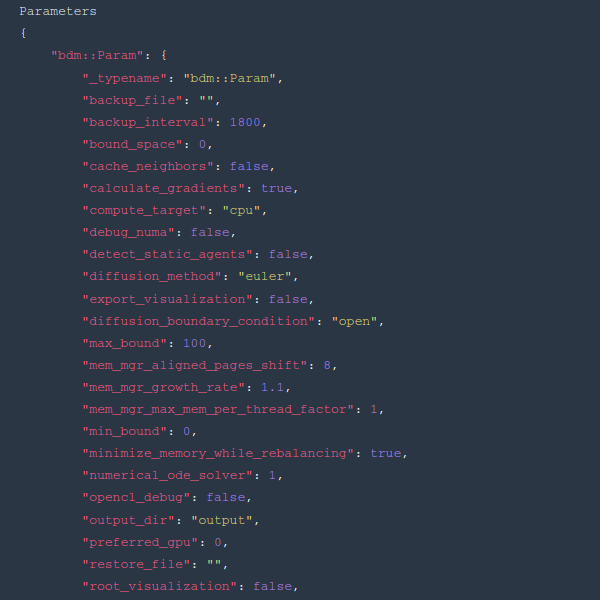 Parameters
{
    "bdm::Param": {
        "_typename": "bdm::Param",
        "backup_file": "",
        "backup_interval": 1800,
        "bound_space": 0,
        "cache_neighbors": false,
        "calculate_gradients": true,
        "compute_target": "cpu",
        "debug_numa": false,
        "detect_static_agents": false,
        "diffusion_method": "euler",
        "export_visualization": false,
        "diffusion_boundary_condition": "open",
        "max_bound": 100,
        "mem_mgr_aligned_pages_shift": 8,
        "mem_mgr_growth_rate": 1.1,
        "mem_mgr_max_mem_per_thread_factor": 1,
        "min_bound": 0,
        "minimize_memory_while_rebalancing": true,
        "numerical_ode_solver": 1,
        "opencl_debug": false,
        "output_dir": "output",
        "preferred_gpu": 0,
        "restore_file": "",
        "root_visualization": false,